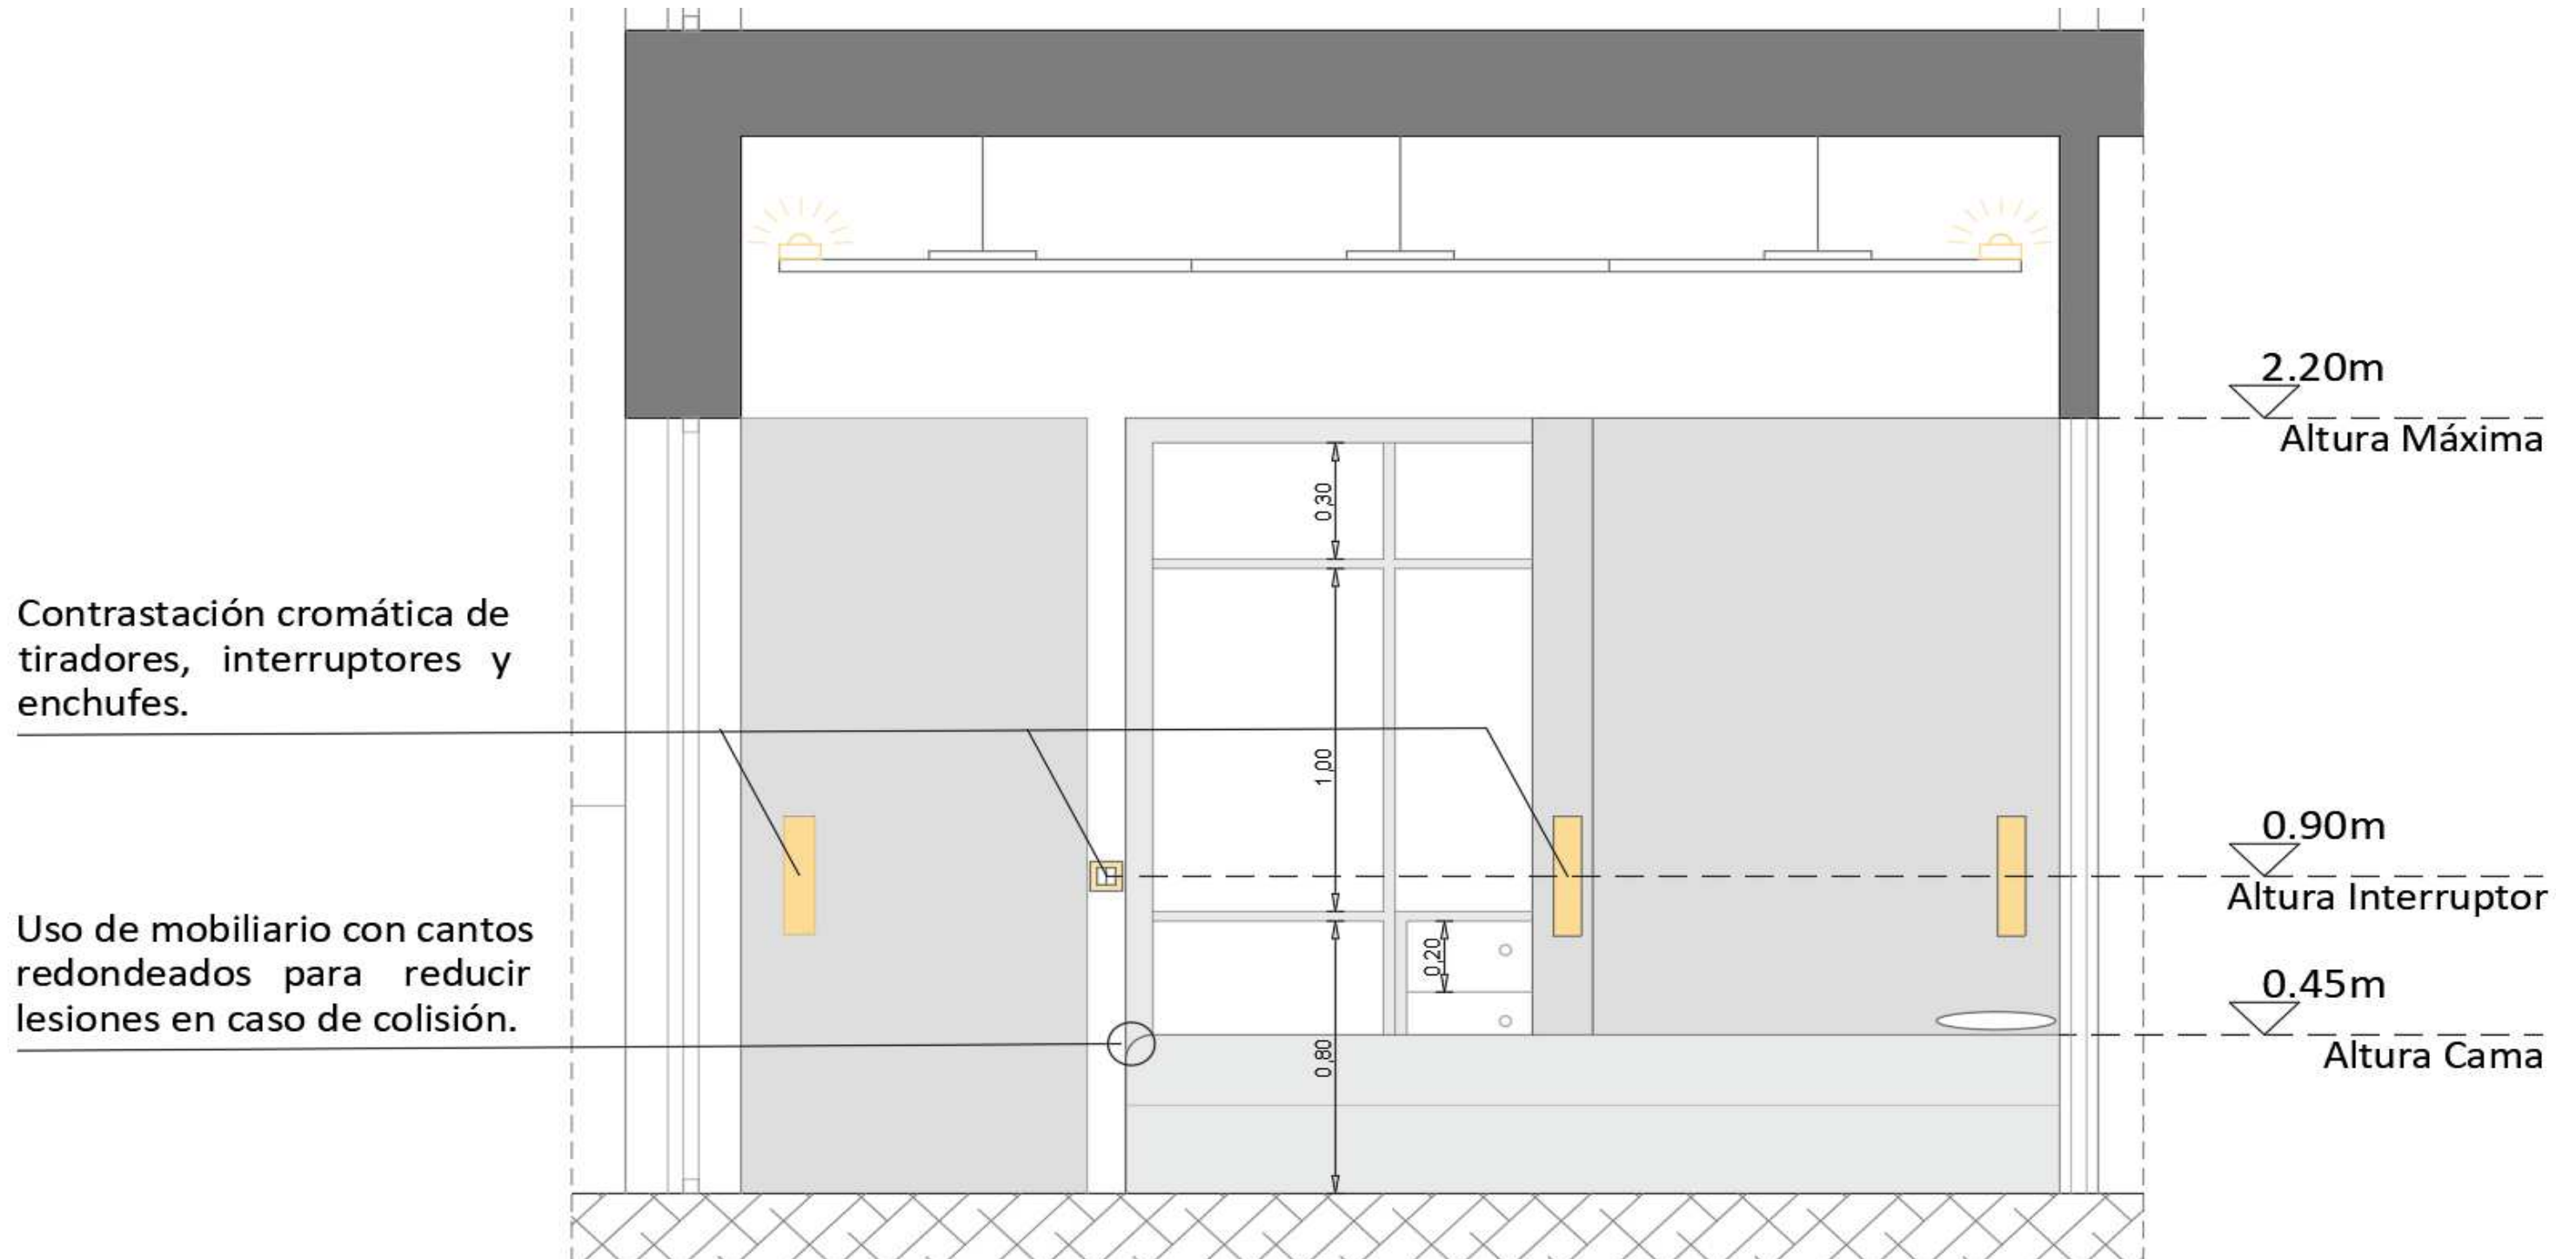 2.20m
Altura Máxima
0,30
Contrastación cromática de
tiradores, interruptores y
enchufes.
1,00
0.90m
Altura Interruptor
Uso de mobiliario con cantos
redondeados para reducir
lesiones en caso de colisión.
0,20
0.45m
Altura Cama
0,80